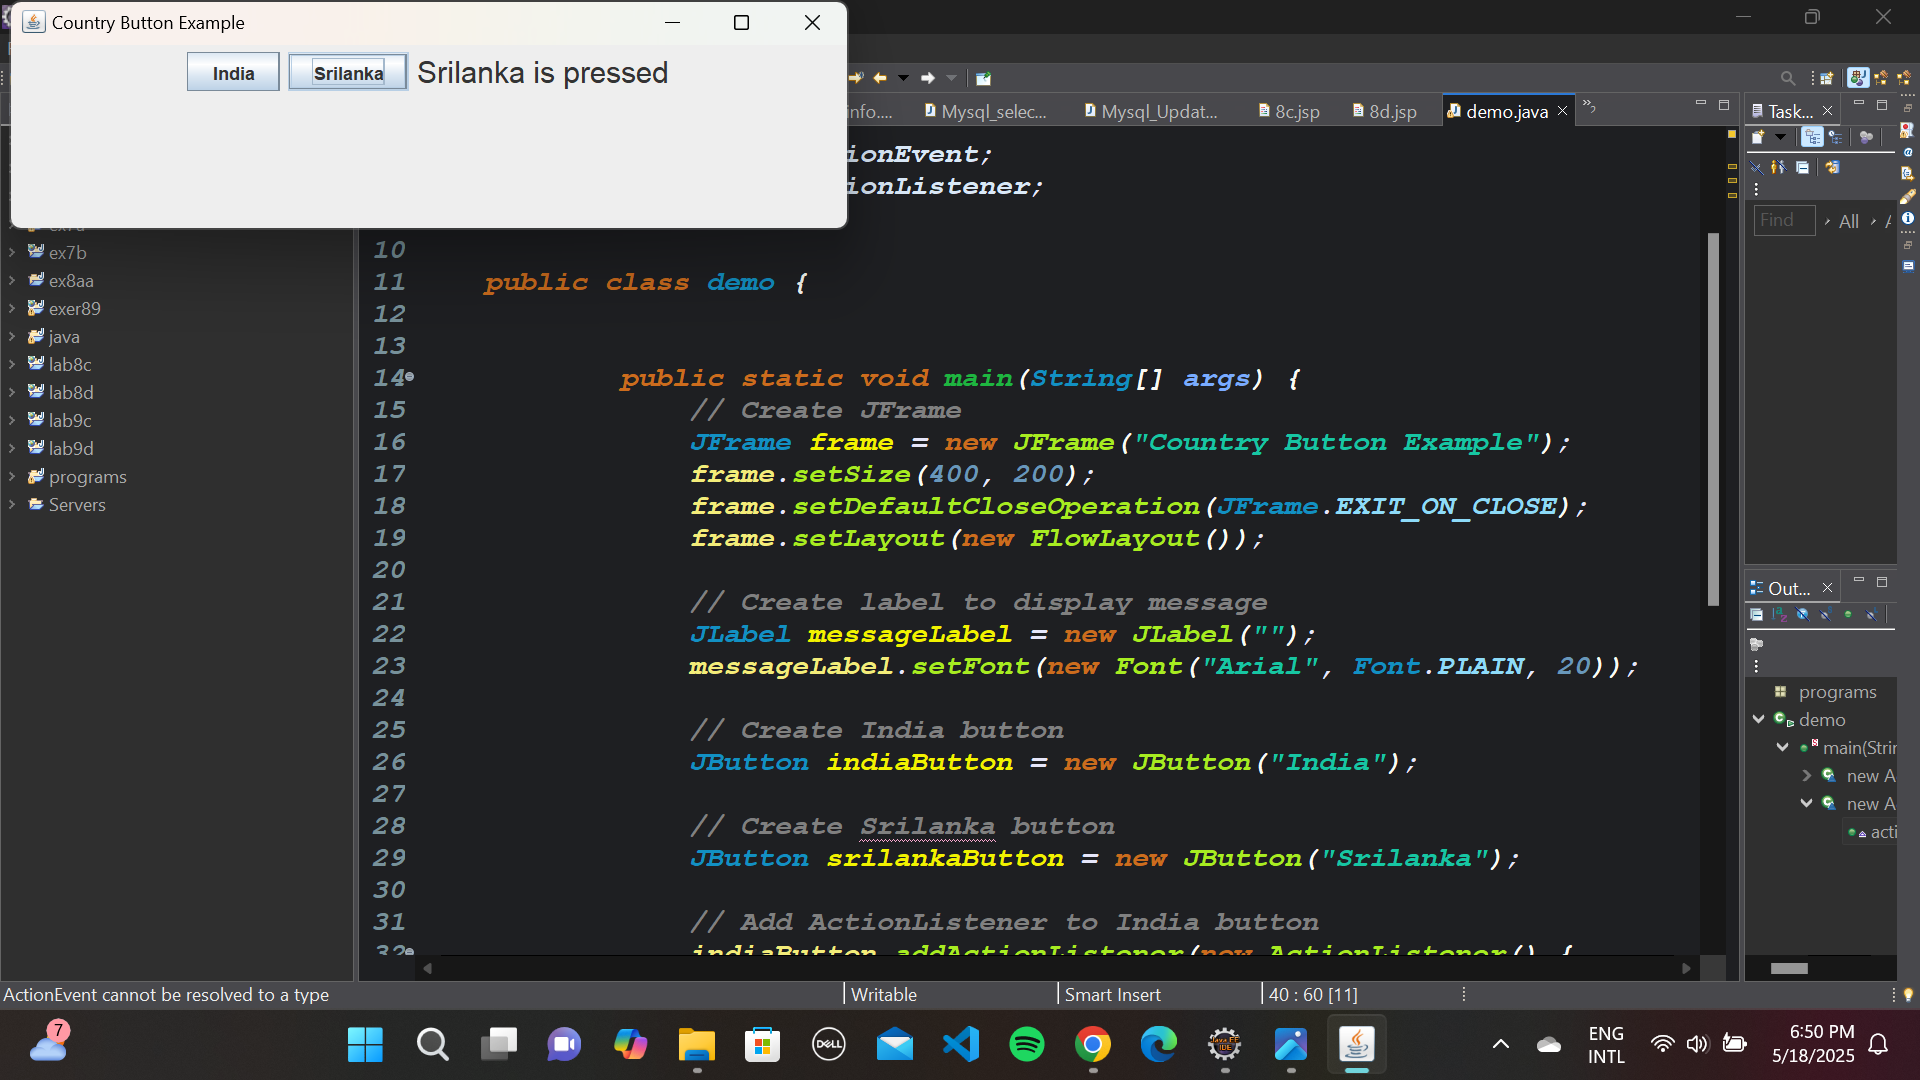 Country Button Example
India Srilanka Srilanka is pressed
info.... Mysql_selec... Mysql_Updat... 8c.jsp 8d.jsp demo.java Task...
ionEvent;
ionListener;
Find All
ex7b
ex8aa
exer89
java
lab8c
lab8d
lab9c
lab9d
programs
Servers
10
11 public class demo {
12
13
14 public static void main(String[] args) {
15 // Create JFrame
16 JFrame frame = new JFrame("Country Button Example");
17 frame.setSize(400, 200);
18 frame.setDefaultCloseOperation(JFrame.EXIT_ON_CLOSE);
19 frame.setLayout(new FlowLayout());
20
21 // Create label to display message
22 JLabel messageLabel = new JLabel("");
23 messageLabel.setFont(new Font("Arial", Font.PLAIN, 20));
24
25 // Create India button
26 JButton indiaButton = new JButton("India");
27
28 // Create Srilanka button
29 JButton srilankaButton = new JButton("Srilanka");
30
31 // Add ActionListener to India button
32 indiaButton.addActionListener(new ActionListener() {
Out...
programs
demo
main(Strin
new A
new A
acti
ActionEvent cannot be resolved to a type Writable Smart Insert 40 : 60 [11]
7
DELL
ENG
INTL
6:50 PM
5/18/2025